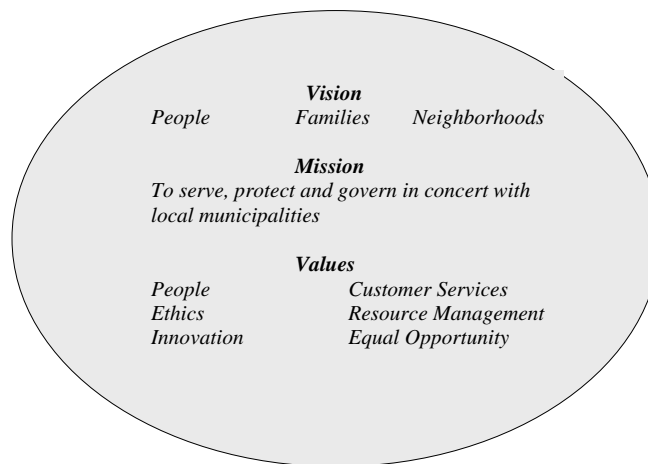 Vision
People Families Neighborhoods
Mission
To serve, protect and govern in concert with
local municipalities
Values
People Customer Services
Ethics Resource Management
Innovation Equal Opportunity